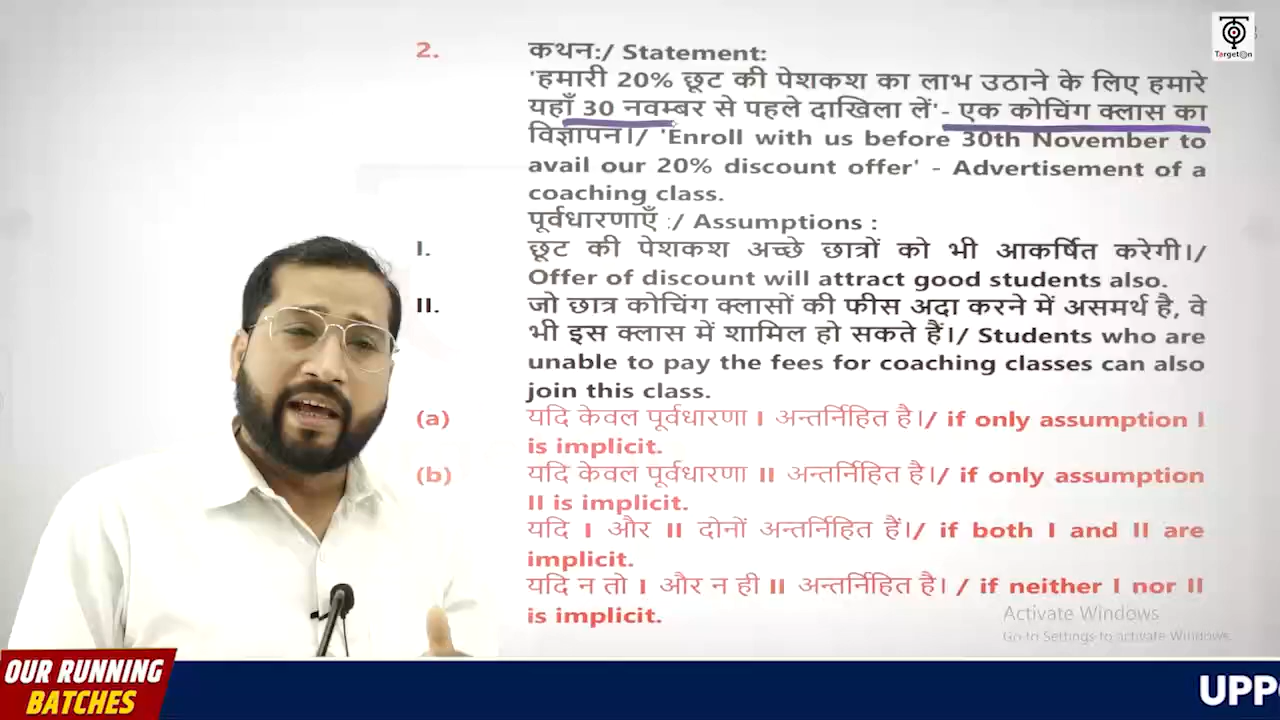 TargetOn
2. कथन:/ Statement:
'हमारी 20% छूट की पेशकश का लाभ उठाने के लिए हमारे
यहाँ 30 नवम्बर से पहले दाखिला लें'- एक कोचिंग क्लास का
विज्ञापन।/ 'Enroll with us before 30th November to
avail our 20% discount offer' - Advertisement of a
coaching class.
पूर्वधारणाएँ :/ Assumptions :
I. छूट की पेशकश अच्छे छात्रों को भी आकर्षित करेगी।/
Offer of discount will attract good students also.
II. जो छात्र कोचिंग क्लासों की फीस अदा करने में असमर्थ है, वे
भी इस क्लास में शामिल हो सकते हैं।/ Students who are
unable to pay the fees for coaching classes can also
join this class.
(a) यदि केवल पूर्वधारणा I अन्तर्निहित है।/ if only assumption I
is implicit.
(b) यदि केवल पूर्वधारणा II अन्तर्निहित है।/ if only assumption
II is implicit.
यदि I और II दोनों अन्तर्निहित हैं।/ if both I and II are
implicit.
यदि न तो I और न ही II अन्तर्निहित है। / if neither I nor II
is implicit.
Activate Windows
Go to Settings to activate Windows.
OUR RUNNING
BATCHES
UPP